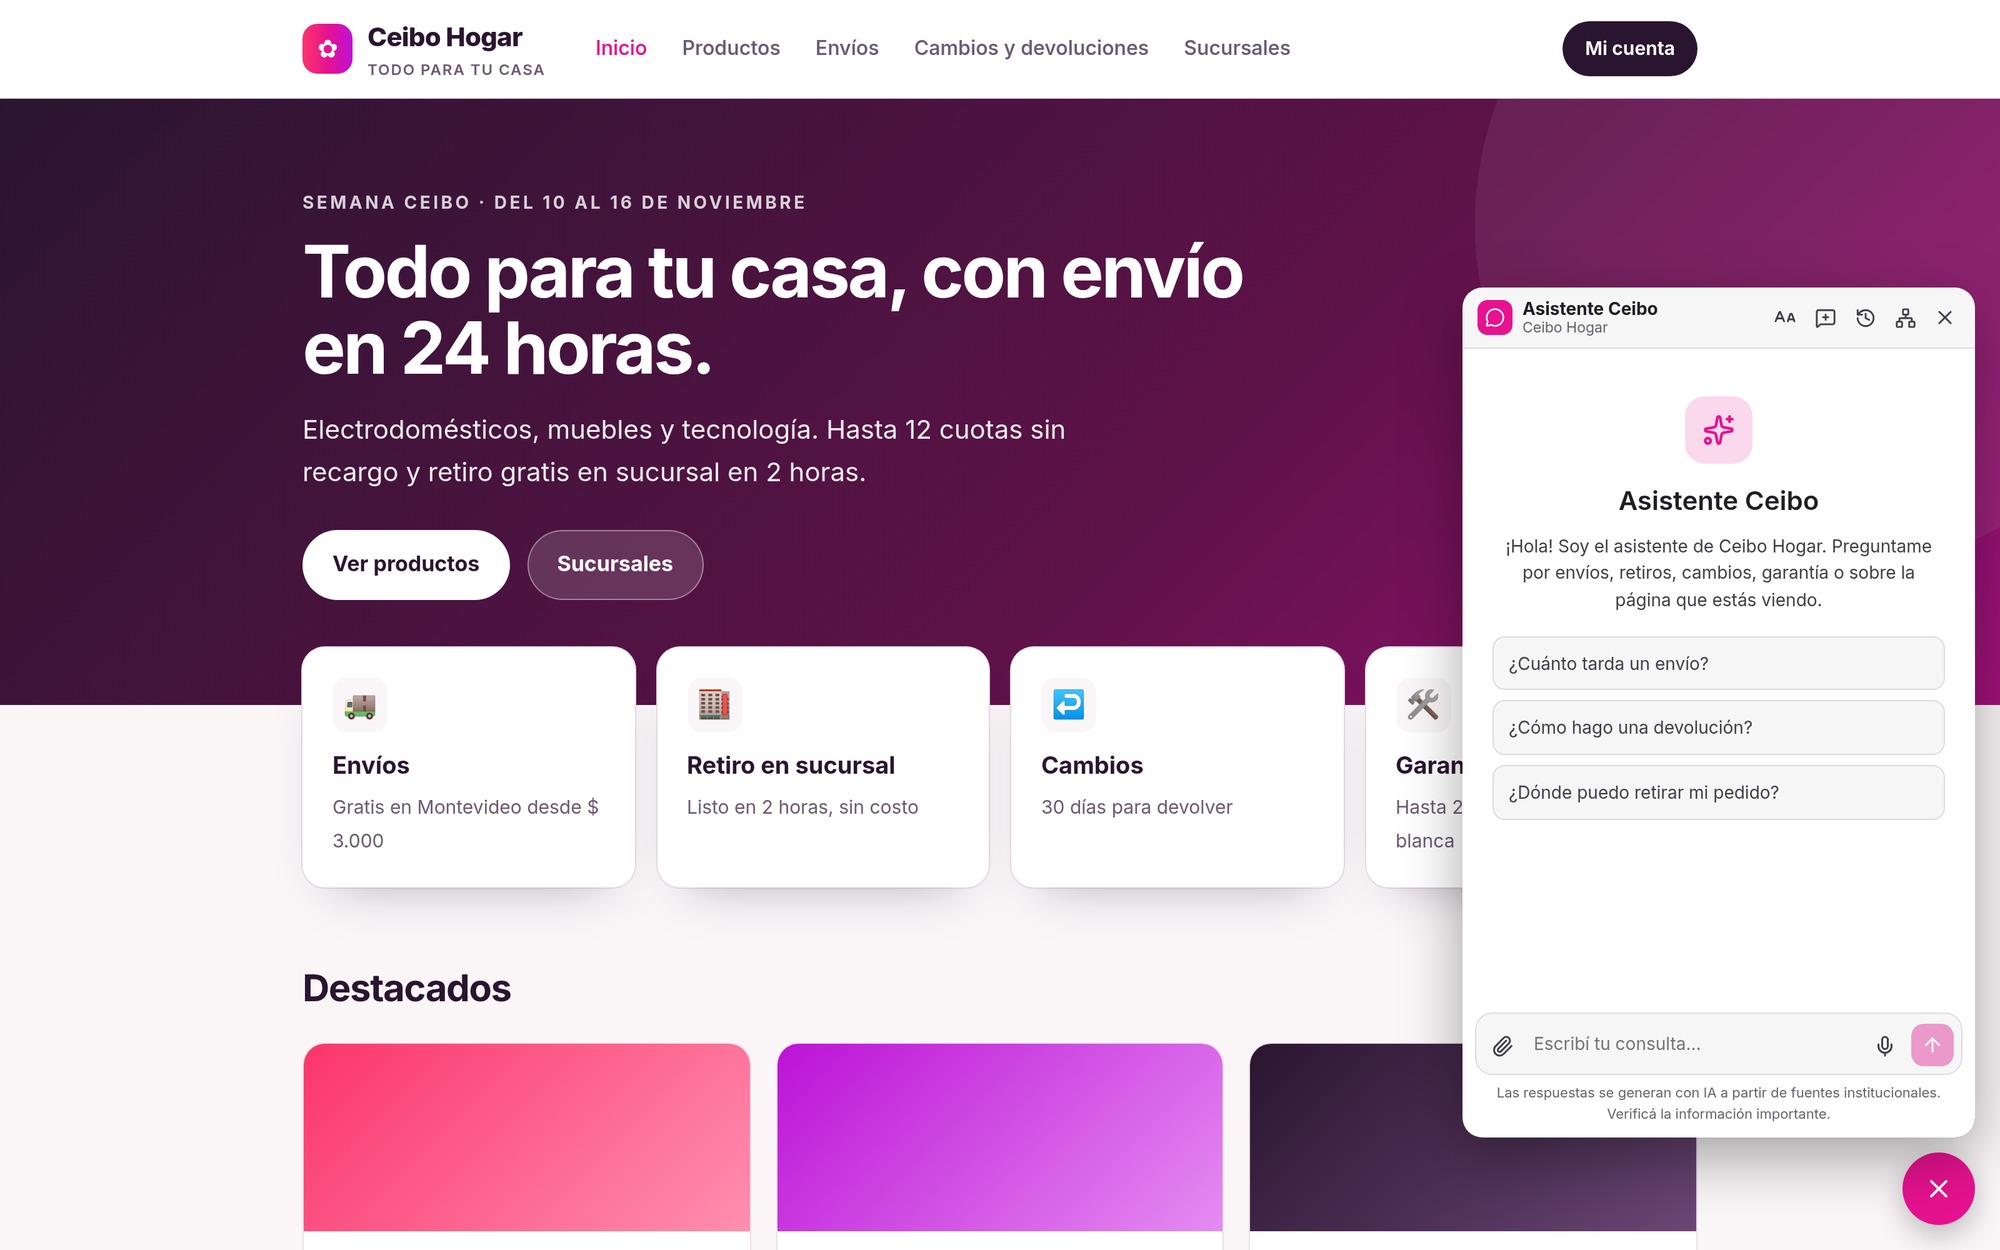 Ceibo Hogar
TODO PARA TU CASA
Inicio
Productos
Envíos
Cambios y devoluciones
Sucursales
Mi cuenta
SEMANA CEIBO · DEL 10 AL 16 DE NOVIEMBRE
Todo para tu casa, con envío
en 24 horas.
Electrodomésticos, muebles y tecnología. Hasta 12 cuotas sin
recargo y retiro gratis en sucursal en 2 horas.
Ver productos
Sucursales
Envíos
Gratis en Montevideo desde $
3.000
Retiro en sucursal
Listo en 2 horas, sin costo
Cambios
30 días para devolver
Garan
Hasta 2
blanca
Destacados
Asistente Ceibo
Ceibo Hogar
AA
Asistente Ceibo
¡Hola! Soy el asistente de Ceibo Hogar. Preguntame
por envíos, retiros, cambios, garantía o sobre la
página que estás viendo.
¿Cuánto tarda un envío?
¿Cómo hago una devolución?
¿Dónde puedo retirar mi pedido?
Escribí tu consulta...
Las respuestas se generan con IA a partir de fuentes institucionales.
Verificá la información importante.